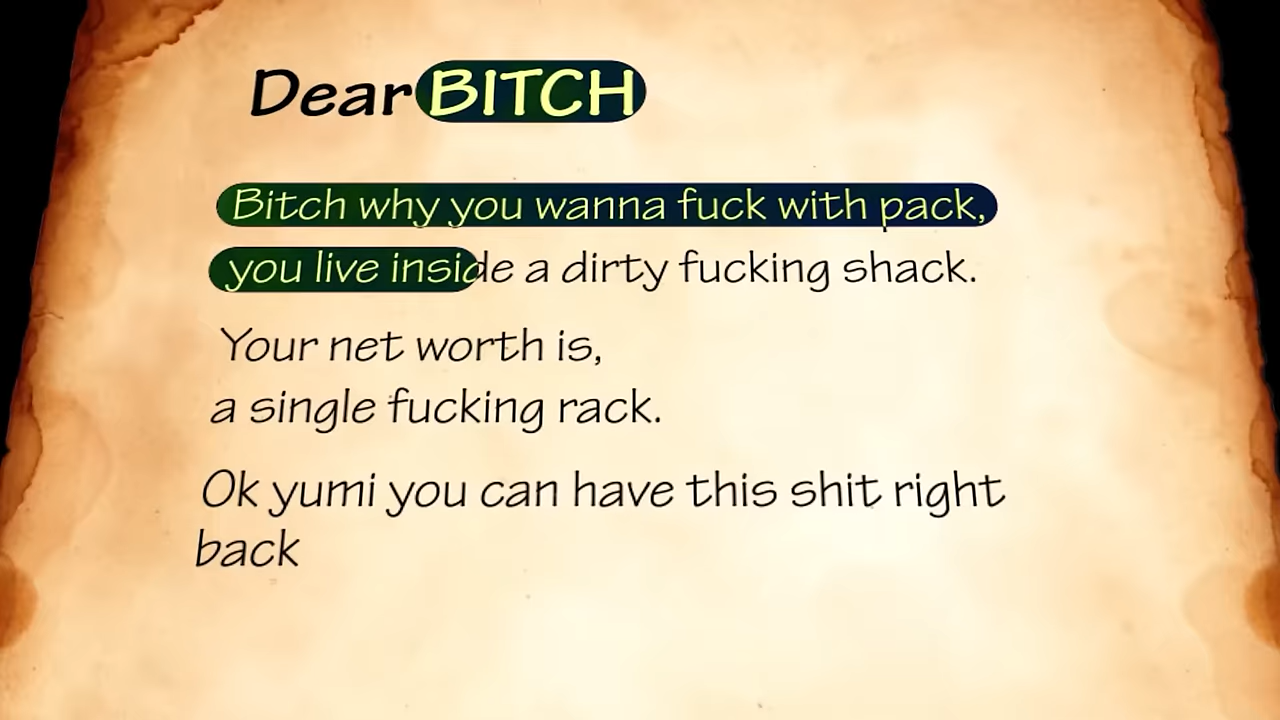 Dear BITCH
Bitch why you wanna fuck with pack,
you live inside a dirty fucking shack.
Your net worth is,
a single fucking rack.
Ok yumi you can have this shit right
back